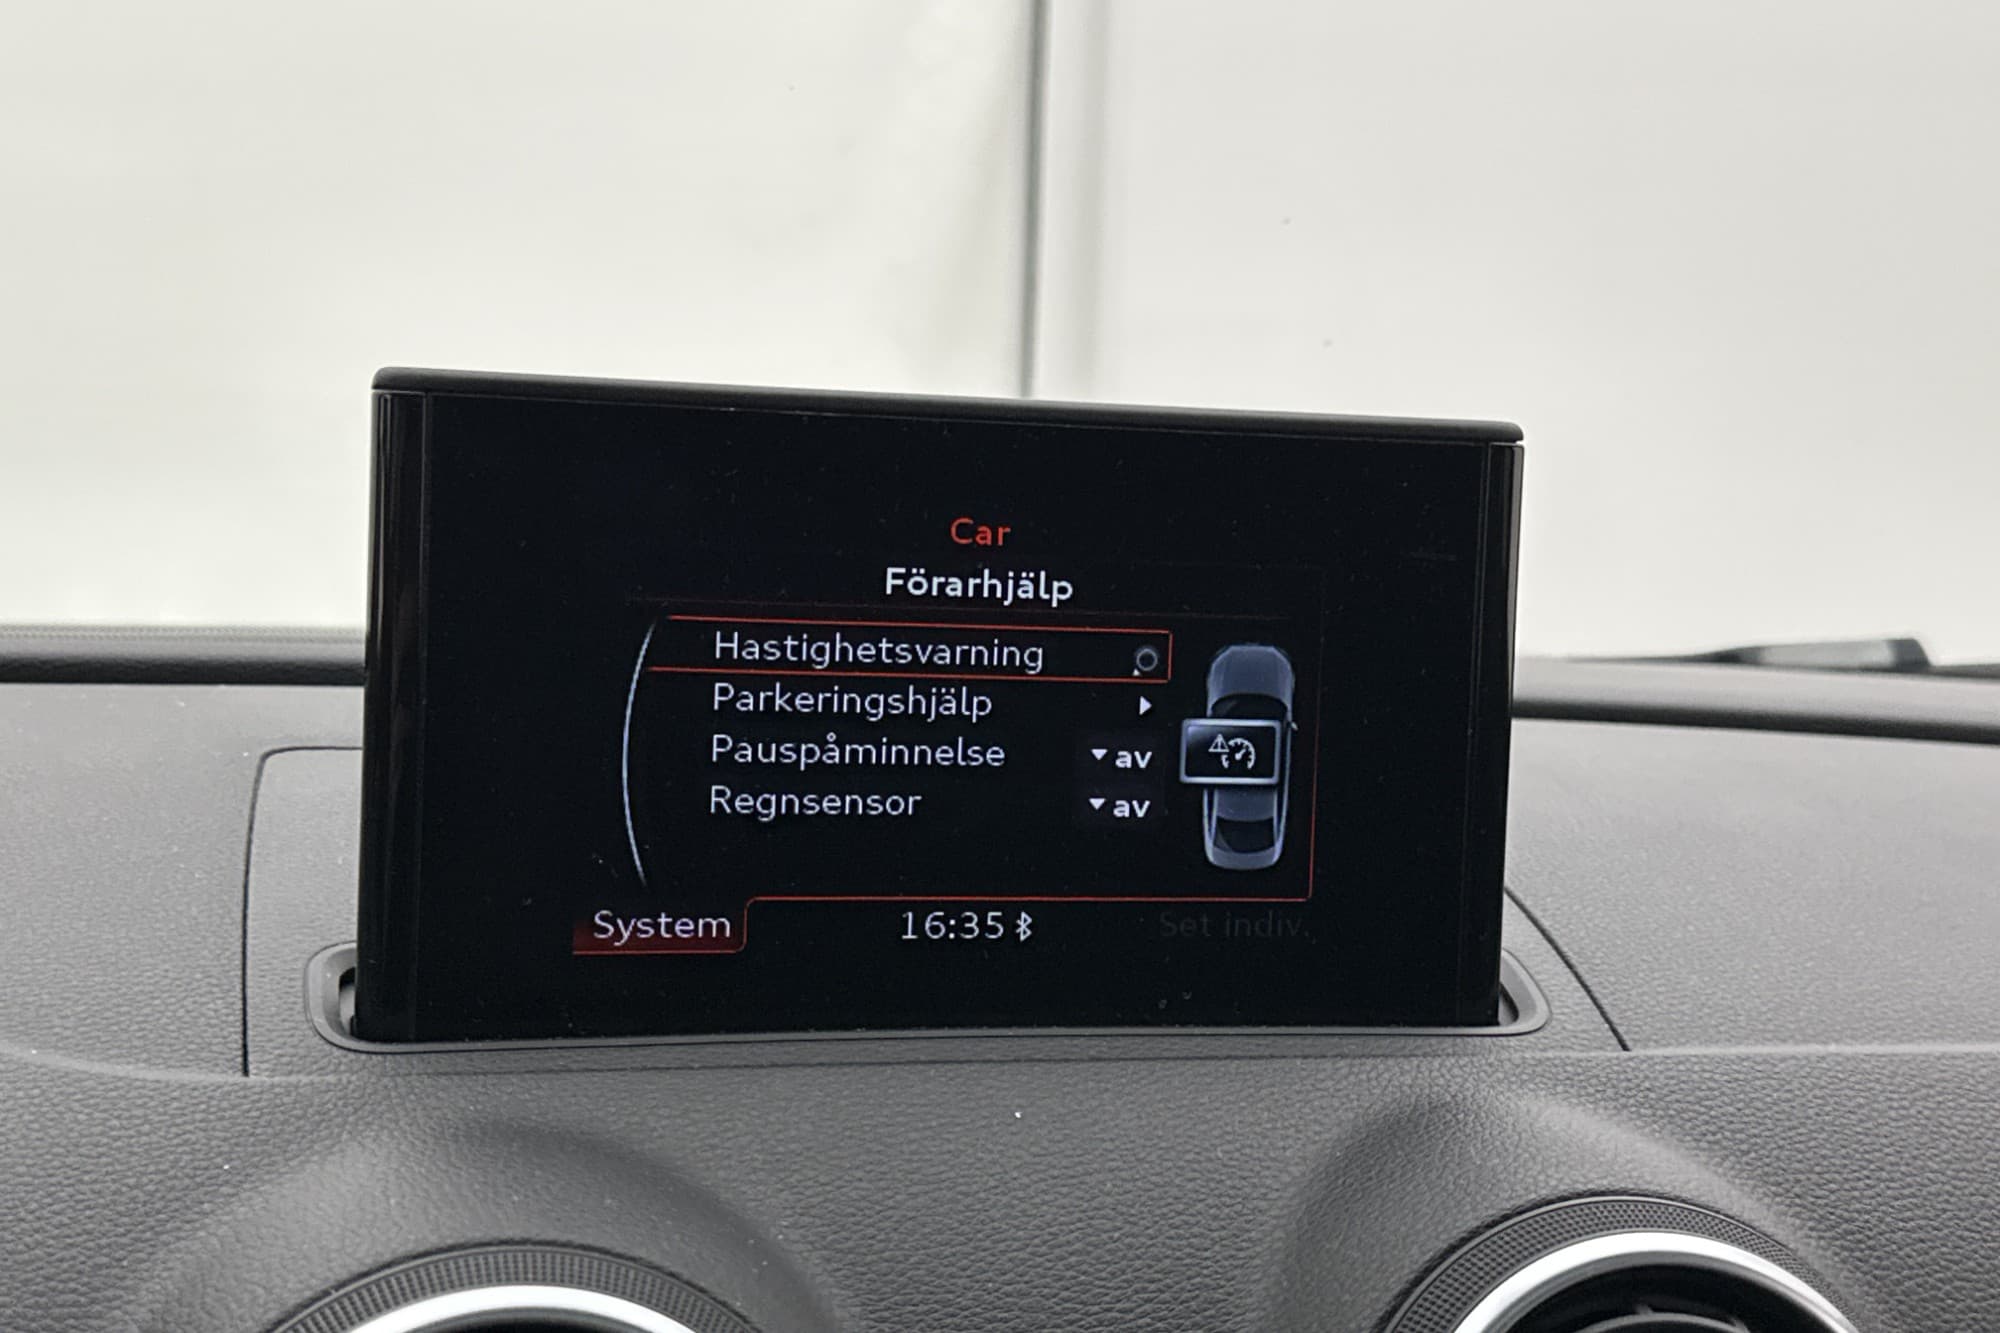 Car
Förarhjälp
Hastighetsvarning
Parkeringshjälp
Pauspåminnelse av
Regnsensor av
System 16:35 Set indiv.